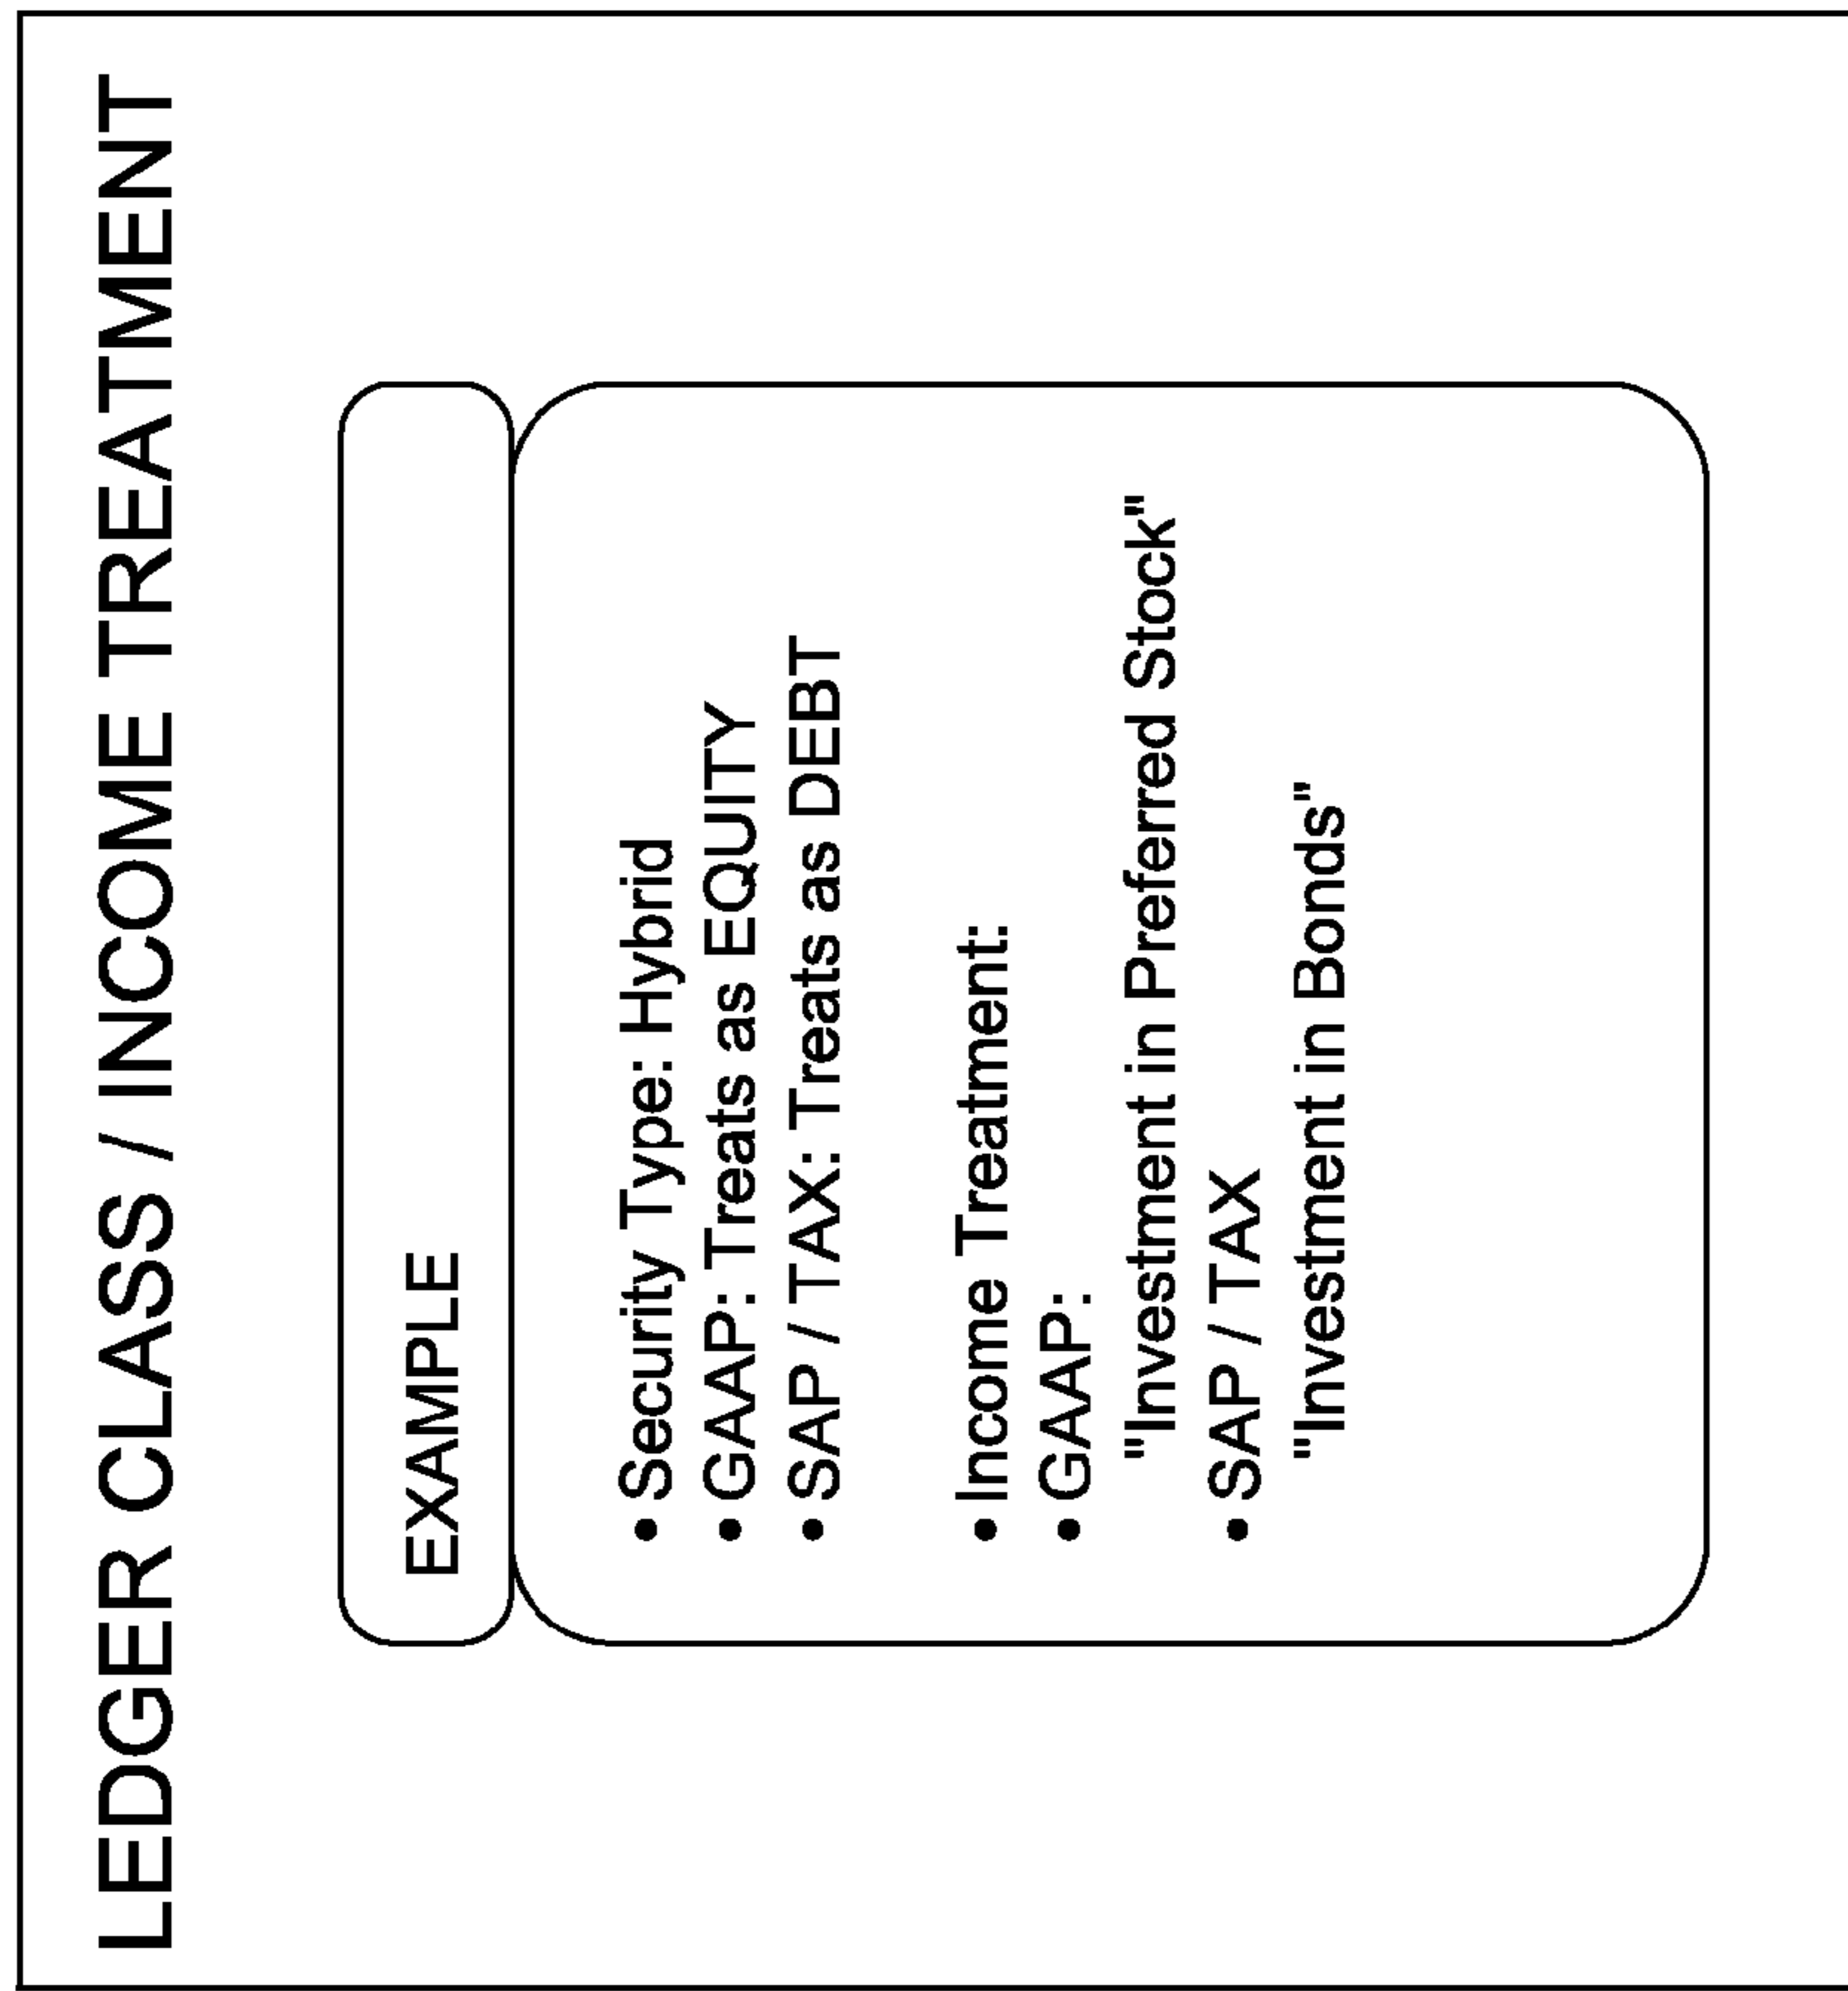 LEDGER CLASS / INCOME TREATMENT
EXAMPLE
• Security Type: Hybrid
• GAAP: Treats as EQUITY
• SAP / TAX: Treats as DEBT
• Income Treatment:
• GAAP:
"Investment in Preferred Stock"
• SAP / TAX
"Investment in Bonds"